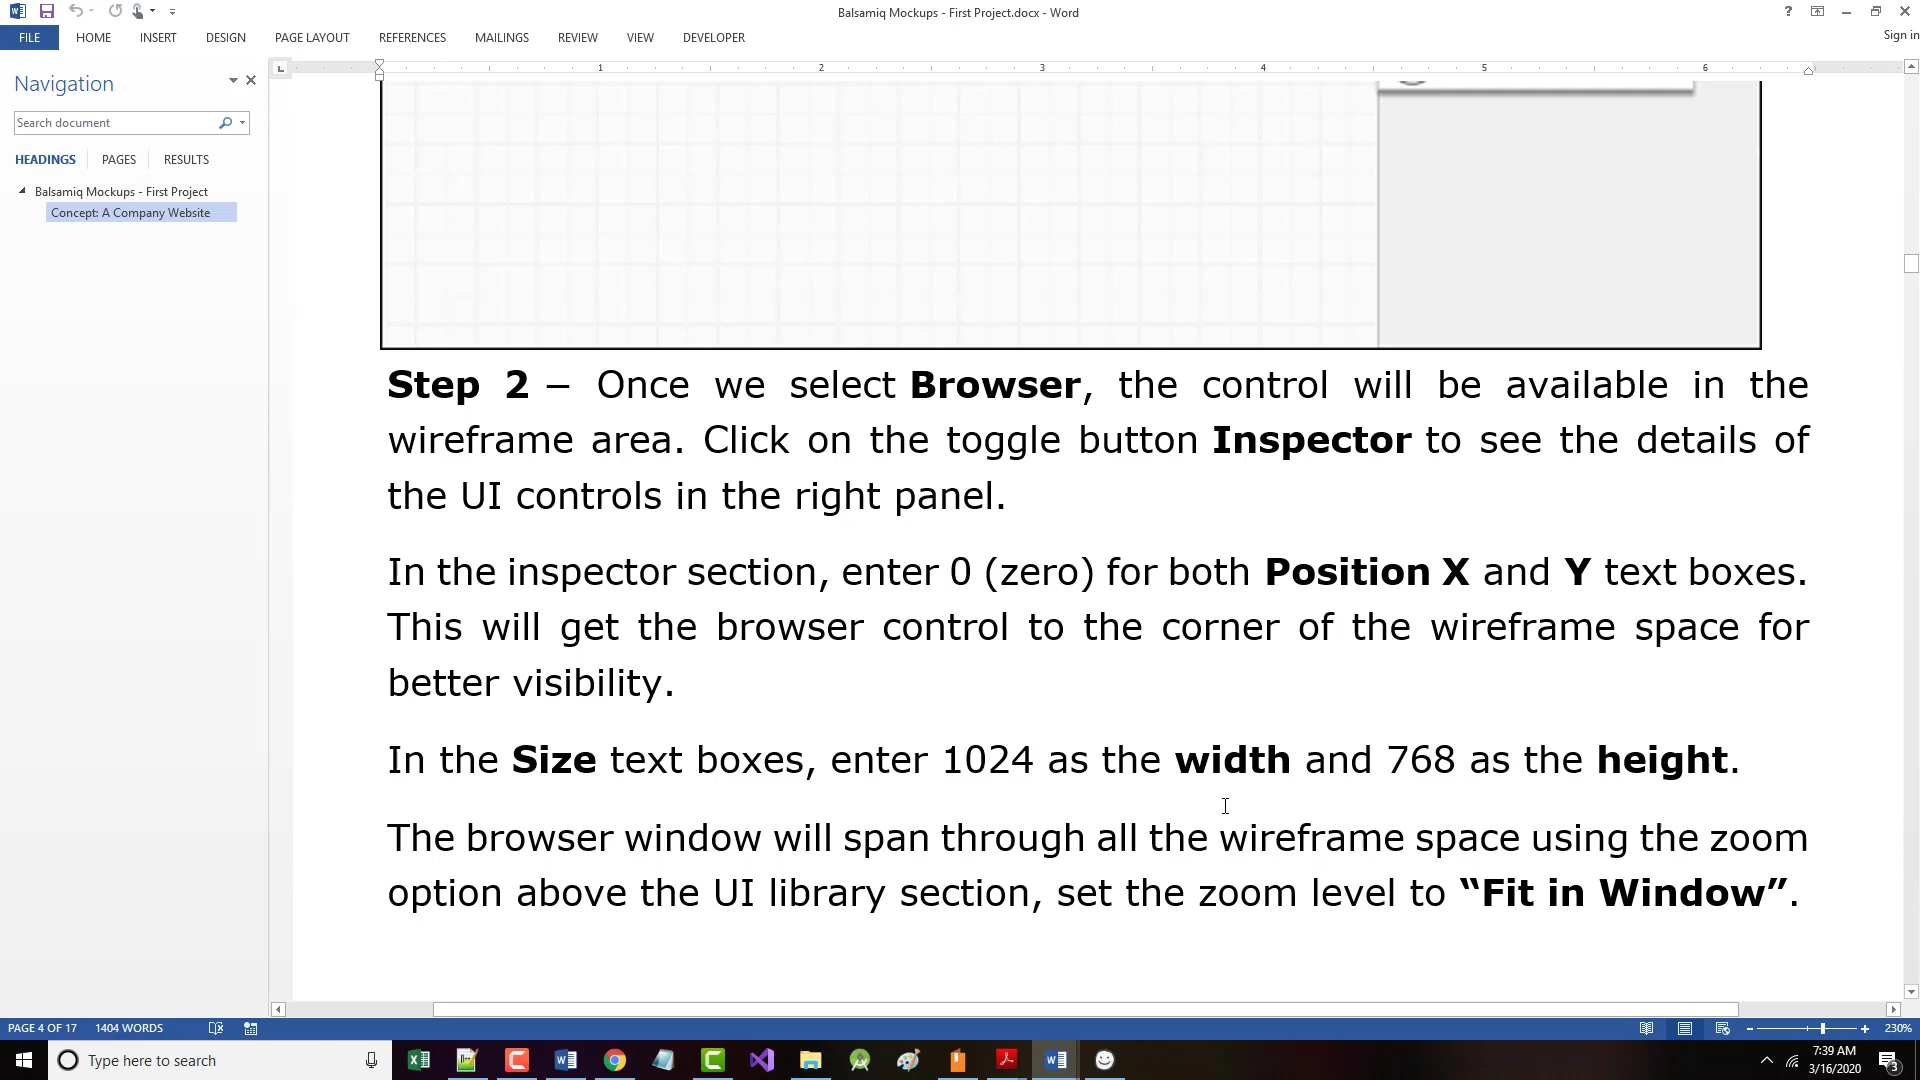 Balsamiq Mockups - First Project.docx - Word
FILE HOME INSERT DESIGN PAGE LAYOUT REFERENCES MAILINGS REVIEW VIEW DEVELOPER
Sign in
Navigation
Search document
HEADINGS PAGES RESULTS
Balsamiq Mockups - First Project
Concept: A Company Website
1 2 3 4 5 6
Step 2 – Once we select Browser, the control will be available in the
wireframe area. Click on the toggle button Inspector to see the details of
the UI controls in the right panel.
In the inspector section, enter 0 (zero) for both Position X and Y text boxes.
This will get the browser control to the corner of the wireframe space for
better visibility.
In the Size text boxes, enter 1024 as the width and 768 as the height.
The browser window will span through all the wireframe space using the zoom
option above the UI library section, set the zoom level to “Fit in Window”.
PAGE 4 OF 17 1404 WORDS
230%
Type here to search
7:39 AM
3/16/2020
3